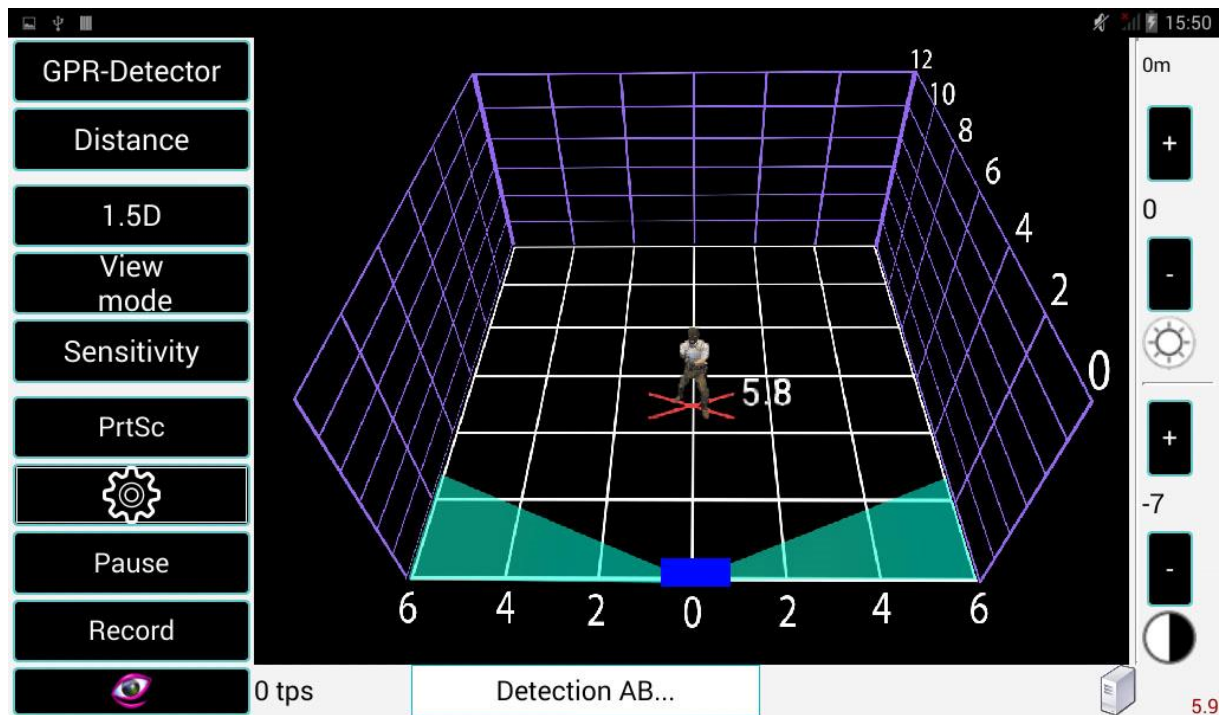 15:50
GPR-Detector
Distance
1.5D
View
mode
Sensitivity
PrtSc
Pause
Record
12
10
8
6
4
2
0
5.8
6 4 2 0 2 4 6
0m
+
0
-
+
-7
-
0 tps
Detection AB...
5.9